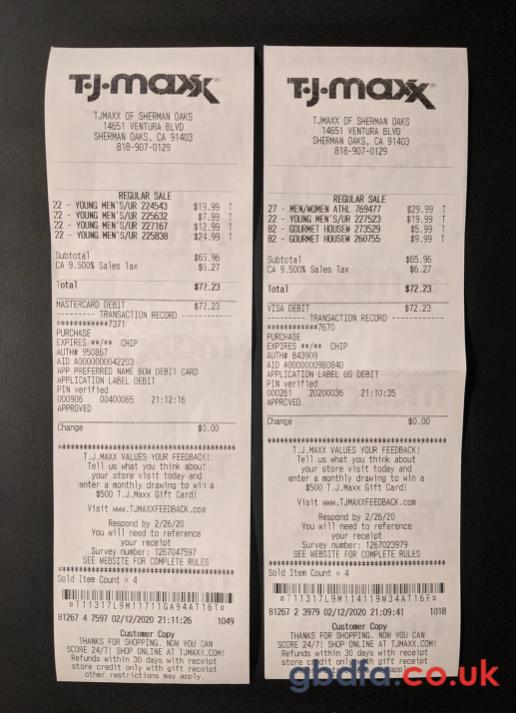 T.J.maxx
TJMAXX OF SHERMAN OAKS
14651 VENTURA BLVD
SHERMAN OAKS, CA 91403
818-907-0129
REGULAR SALE
22 - YOUNG MEN'S/UR 224543 $19.99 T
22 - YOUNG MEN'S/UR 225632 $7.99 T
22 - YOUNG MEN'S/UR 227167 $12.99 T
22 - YOUNG MEN'S/UR 225838 $24.99 T
Subtotal $65.96
CA 9.500% Sales Tax $6.27
Total $72.23
MASTERCARD DEBIT $72.23
--------- TRANSACTION RECORD ---------
************7371
PURCHASE
EXPIRES **/** CHIP
AUTH# 950867
AID A0000000042203
APP PREFERRED NAME BOW DEBIT CARD
APPLICATION LABEL DEBIT
PIN verified
000906 00400065 21:12:16
APPROVED
Change $0.00
T.J.MAXX VALUES YOUR FEEDBACK!
Tell us what you think about
your store visit today and
enter a monthly drawing to win a
$500 T.J.Maxx Gift Card!
Visit www.TJMAXXFEEDBACK.com
Respond by 2/26/20
You will need to reference
your receipt
Survey number: 1267047597
SEE WEBSITE FOR COMPLETE RULES
Sold Item Count = 4
81267 4 7597 02/12/2020 21:11:26 1049
Customer Copy
THANKS FOR SHOPPING. NOW YOU CAN
SCORE 24/7! SHOP ONLINE AT TJMAXX.COM!
Refunds within 30 days with receipt
store credit only with gift receipt
other restrictions may apply.
T.J.maxx
TJMAXX OF SHERMAN OAKS
14651 VENTURA BLVD
SHERMAN OAKS, CA 91403
818-907-0129
REGULAR SALE
27 - MEN/WOMEN ATHL 769477 $29.99 T
22 - YOUNG MEN'S/UR 227523 $19.99 T
82 - GOURMET HOUSEW 273529 $5.99 T
82 - GOURMET HOUSEW 260755 $9.99 T
Subtotal $65.96
CA 9.500% Sales Tax $6.27
Total $72.23
VISA DEBIT $72.23
--------- TRANSACTION RECORD ---------
************7670
PURCHASE
EXPIRES **/** CHIP
AUTH# 843909
AID A0000000980840
APPLICATION LABEL US DEBIT
PIN verified
000261 20200036 21:10:35
APPROVED
Change $0.00
T.J.MAXX VALUES YOUR FEEDBACK!
Tell us what you think about
your store visit today and
enter a monthly drawing to win a
$500 T.J.Maxx Gift Card!
Visit www.TJMAXXFEEDBACK.com
Respond by 2/26/20
You will need to reference
your receipt
Survey number: 1267023979
SEE WEBSITE FOR COMPLETE RULES
Sold Item Count = 4
81267 2 3979 02/12/2020 21:09:41 1018
Customer Copy
THANKS FOR SHOPPING. NOW YOU CAN
SCORE 24/7! SHOP ONLINE AT TJMAXX.COM!
Refunds within 30 days with receipt
store credit only with gift receipt
gbdfa.co.uk